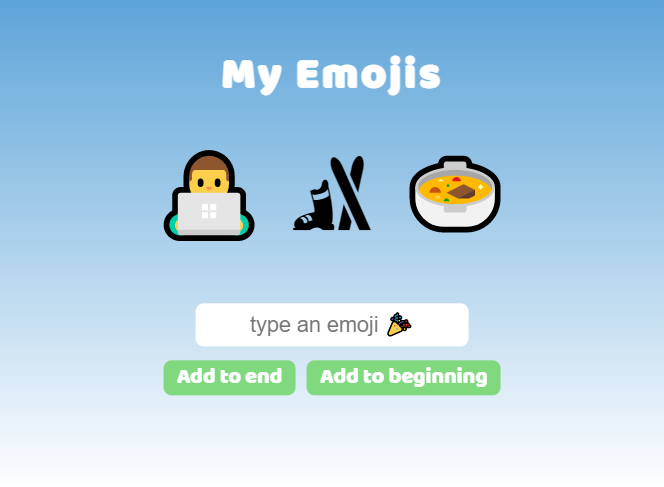 My Emojis
type an emoji 🎉
Add to end
Add to beginning